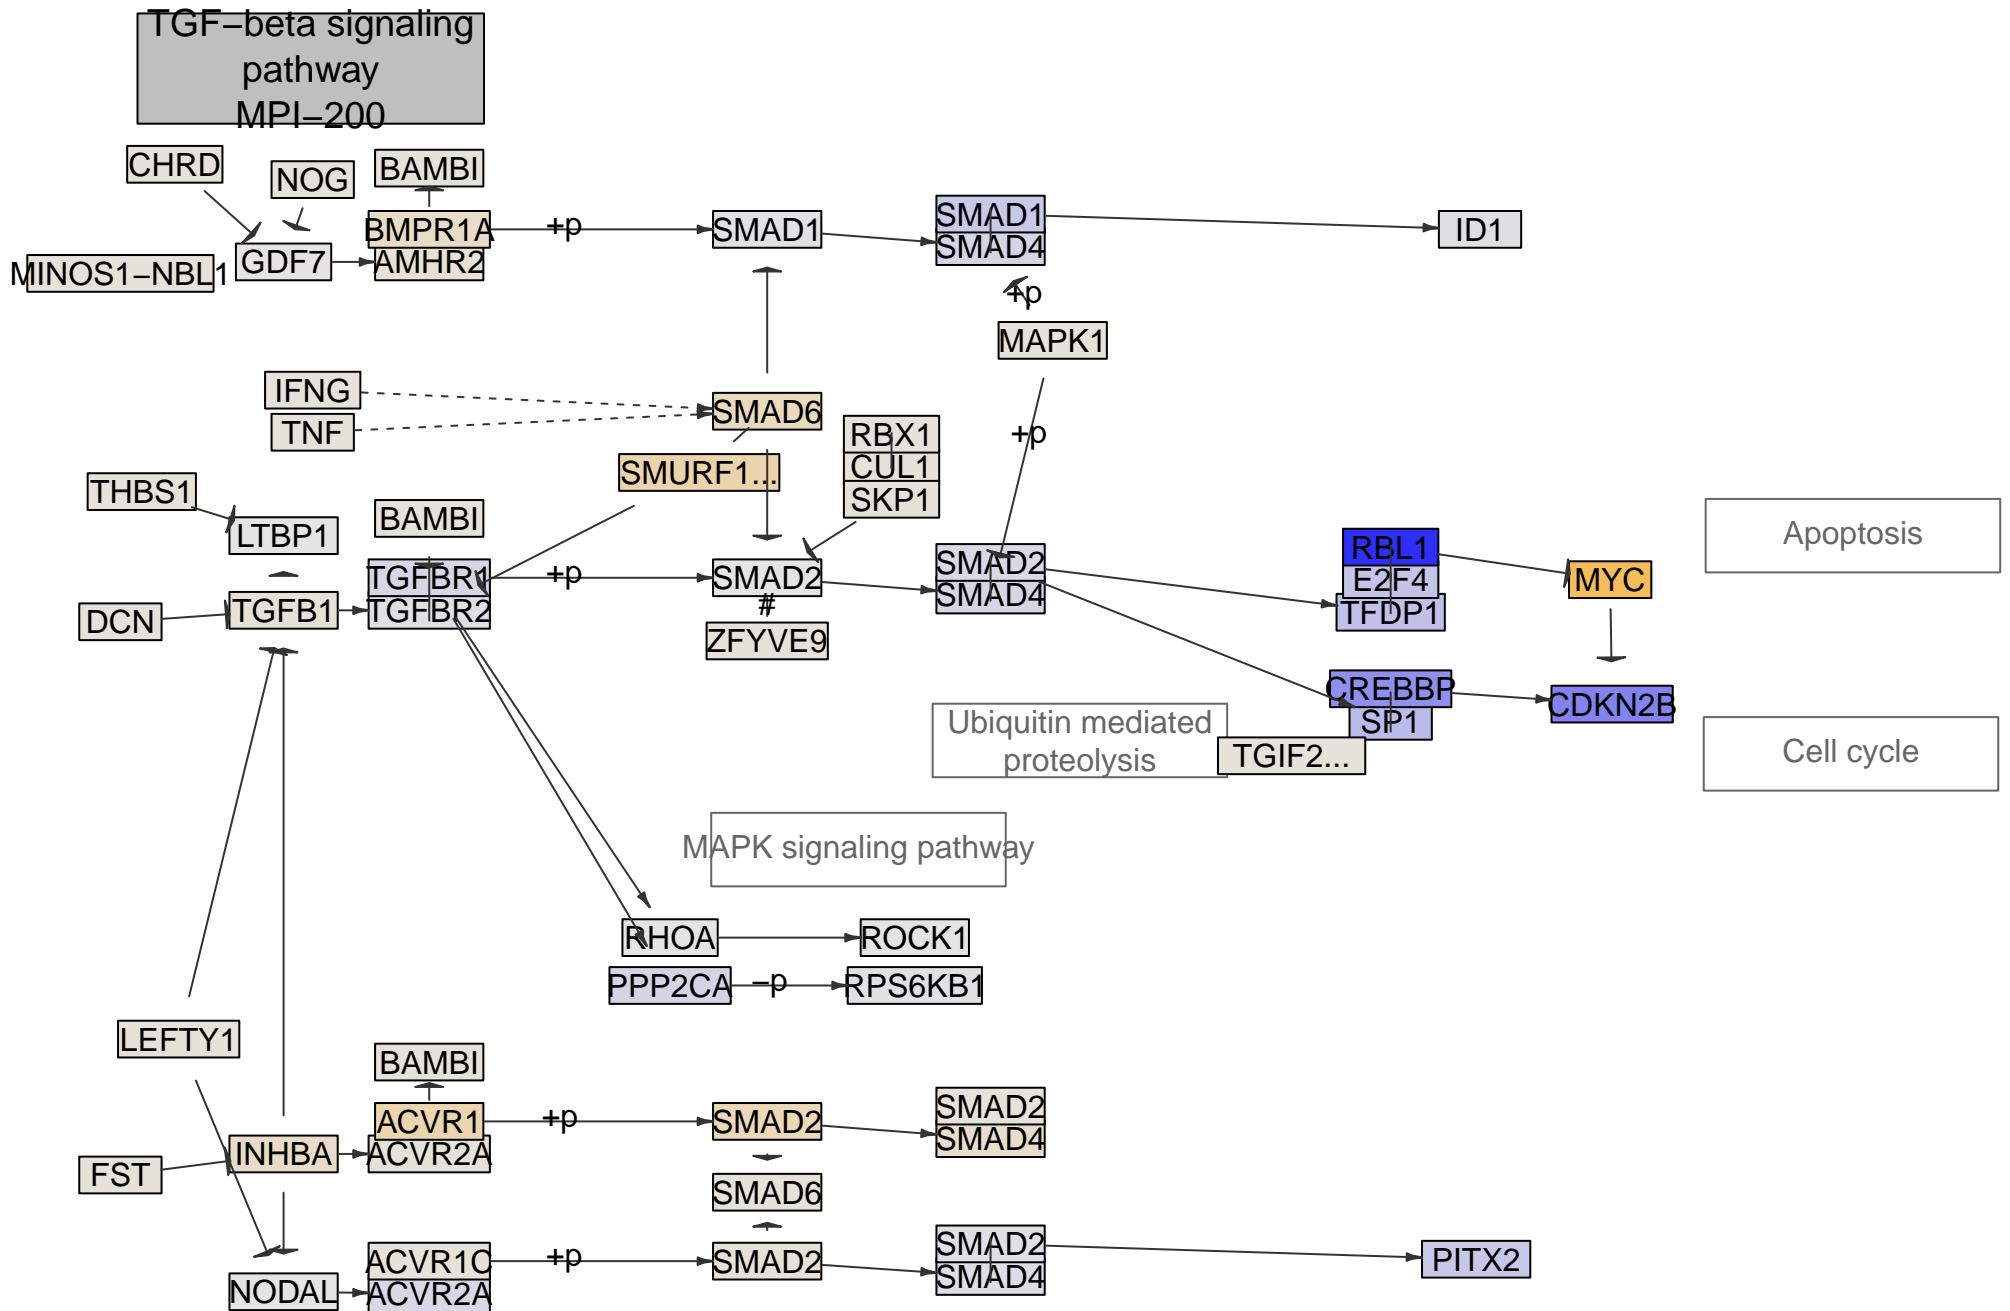 TGF−beta signaling
pathway
MPI−200
CHRD
NOG
BAMBI
BMPR1A
+p
SMAD1
SMAD1
SMAD4
ID1
MINOS1−NBL1
GDF7
AMHR2
+p
MAPK1
IFNG
TNF
SMAD6
RBX1
CUL1
SKP1
+p
SMURF1...
THBS1
LTBP1
BAMBI
TGFBR1
TGFBR2
+p
SMAD2
#
ZFYVE9
SMAD2
SMAD4
RBL1
E2F4
TFDP1
MYC
Apoptosis
DCN
TGFB1
CREBBP
SP1
CDKN2B
Ubiquitin mediated
proteolysis
TGIF2...
Cell cycle
MAPK signaling pathway
RHOA
ROCK1
PPP2CA
−p
RPS6KB1
LEFTY1
BAMBI
ACVR1
ACVR2A
+p
SMAD2
SMAD2
SMAD4
INHBA
FST
SMAD6
ACVR1C
ACVR2A
+p
SMAD2
SMAD2
SMAD4
PITX2
NODAL